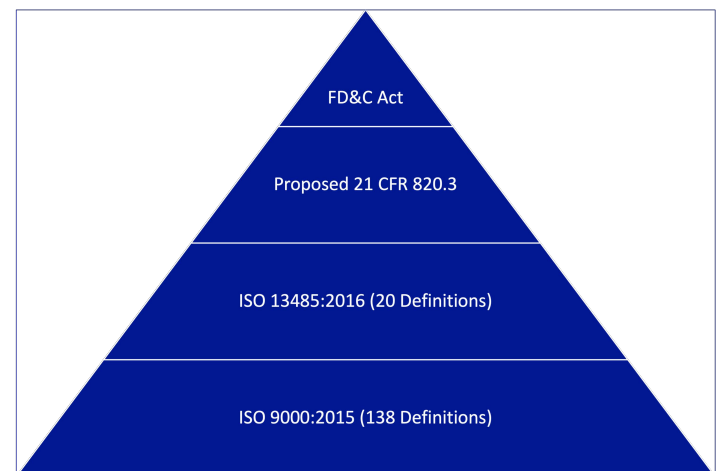 FD&C Act
Proposed 21 CFR 820.3
ISO 13485:2016 (20 Definitions)
ISO 9000:2015 (138 Definitions)